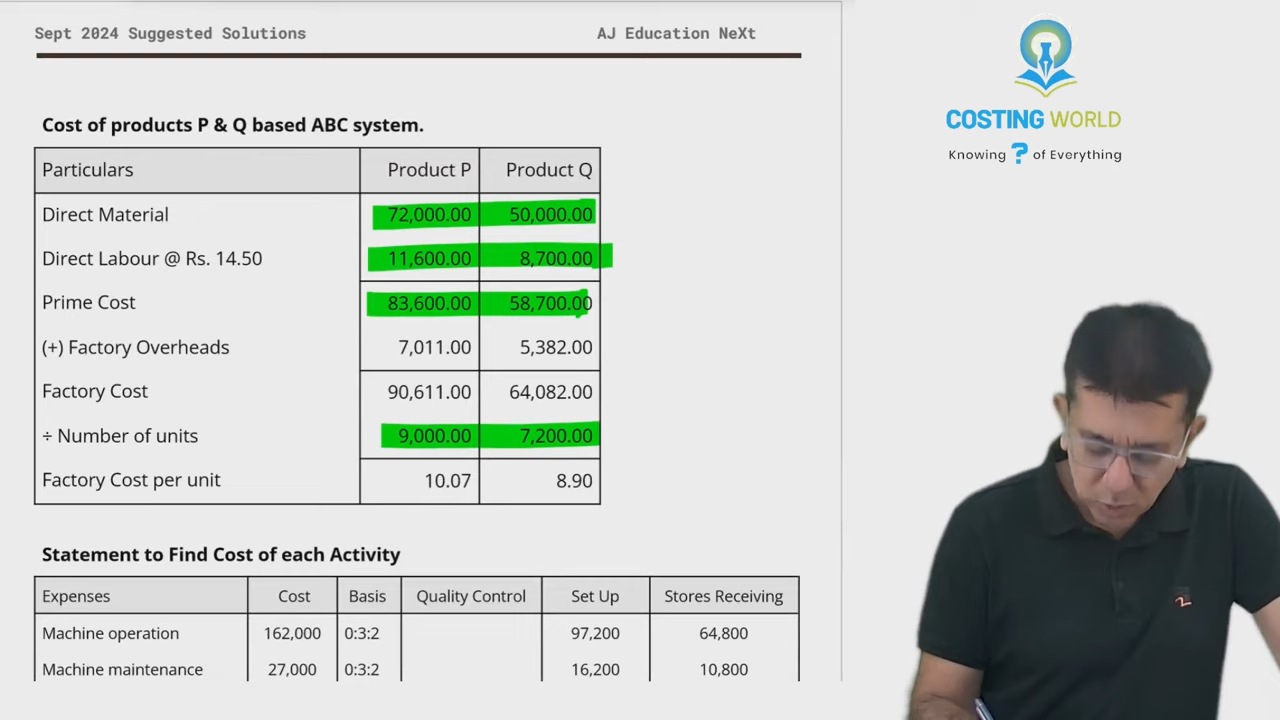 Sept 2024 Suggested Solutions AJ Education NeXt
COSTING WORLD
Knowing ? of Everything
Cost of products P & Q based ABC system.
Particulars Product P Product Q
Direct Material 72,000.00 50,000.00
Direct Labour @ Rs. 14.50 11,600.00 8,700.00
Prime Cost 83,600.00 58,700.00
(+) Factory Overheads 7,011.00 5,382.00
Factory Cost 90,611.00 64,082.00
÷ Number of units 9,000.00 7,200.00
Factory Cost per unit 10.07 8.90
Statement to Find Cost of each Activity
Expenses Cost Basis Quality Control Set Up Stores Receiving
Machine operation 162,000 0:3:2 97,200 64,800
Machine maintenance 27,000 0:3:2 16,200 10,800